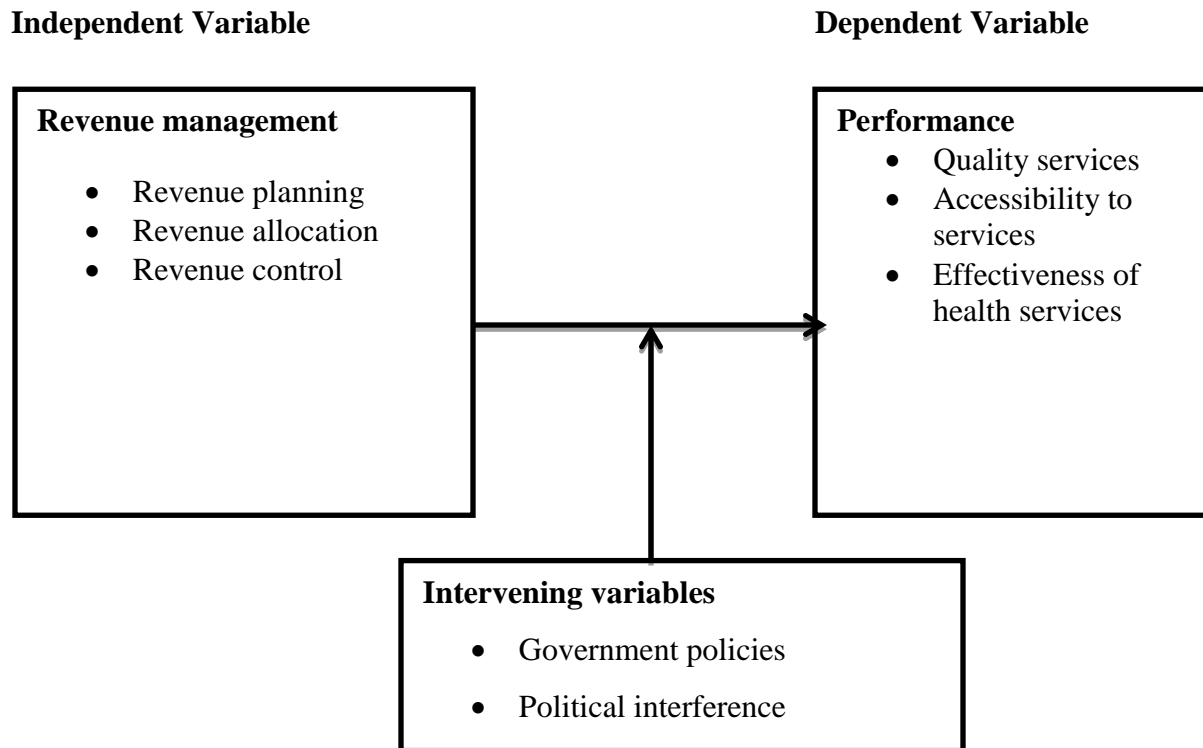 Independent Variable
Dependent Variable
Revenue management
• Revenue planning
• Revenue allocation
• Revenue control
Performance
• Quality services
• Accessibility to
services
• Effectiveness of
health services
Intervening variables
• Government policies
• Political interference